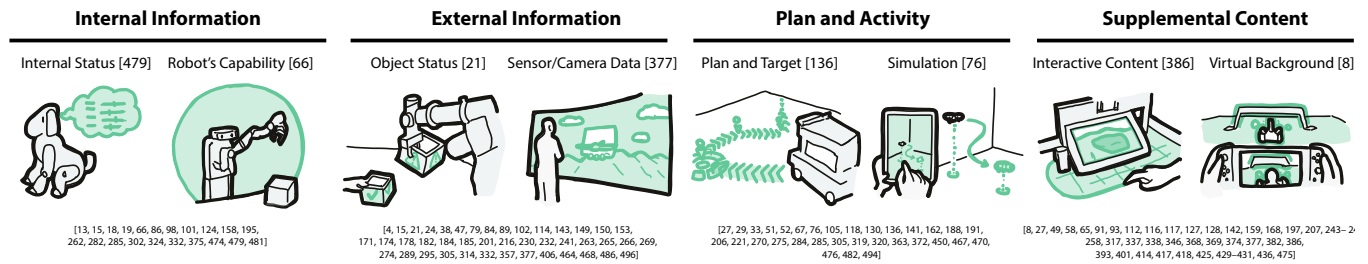 Internal Information
Internal Status [479] Robot's Capability [66]
[13, 15, 18, 19, 66, 86, 98, 101, 124, 158, 195,
262, 282, 285, 302, 324, 332, 375, 474, 479, 481]
External Information
Object Status [21] Sensor/Camera Data [377]
[4, 15, 21, 24, 38, 47, 79, 84, 89, 102, 114, 143, 149, 150, 153,
171, 174, 178, 182, 184, 185, 201, 216, 230, 232, 241, 263, 265, 266, 269,
274, 289, 295, 305, 314, 332, 357, 377, 406, 464, 468, 486, 496]
Plan and Activity
Plan and Target [136] Simulation [76]
[27, 29, 33, 51, 52, 67, 76, 105, 118, 130, 136, 141, 162, 188, 191,
206, 221, 270, 275, 284, 285, 305, 319, 320, 363, 372, 450, 467, 470,
476, 482, 494]
Supplemental Content
Interactive Content [386] Virtual Background [8]
[8, 27, 49, 58, 65, 91, 93, 112, 116, 117, 127, 128, 142, 159, 168, 197, 207, 243–
258, 317, 337, 338, 346, 368, 369, 374, 377, 382, 386,
393, 401, 414, 417, 418, 425, 429–431, 436, 475]